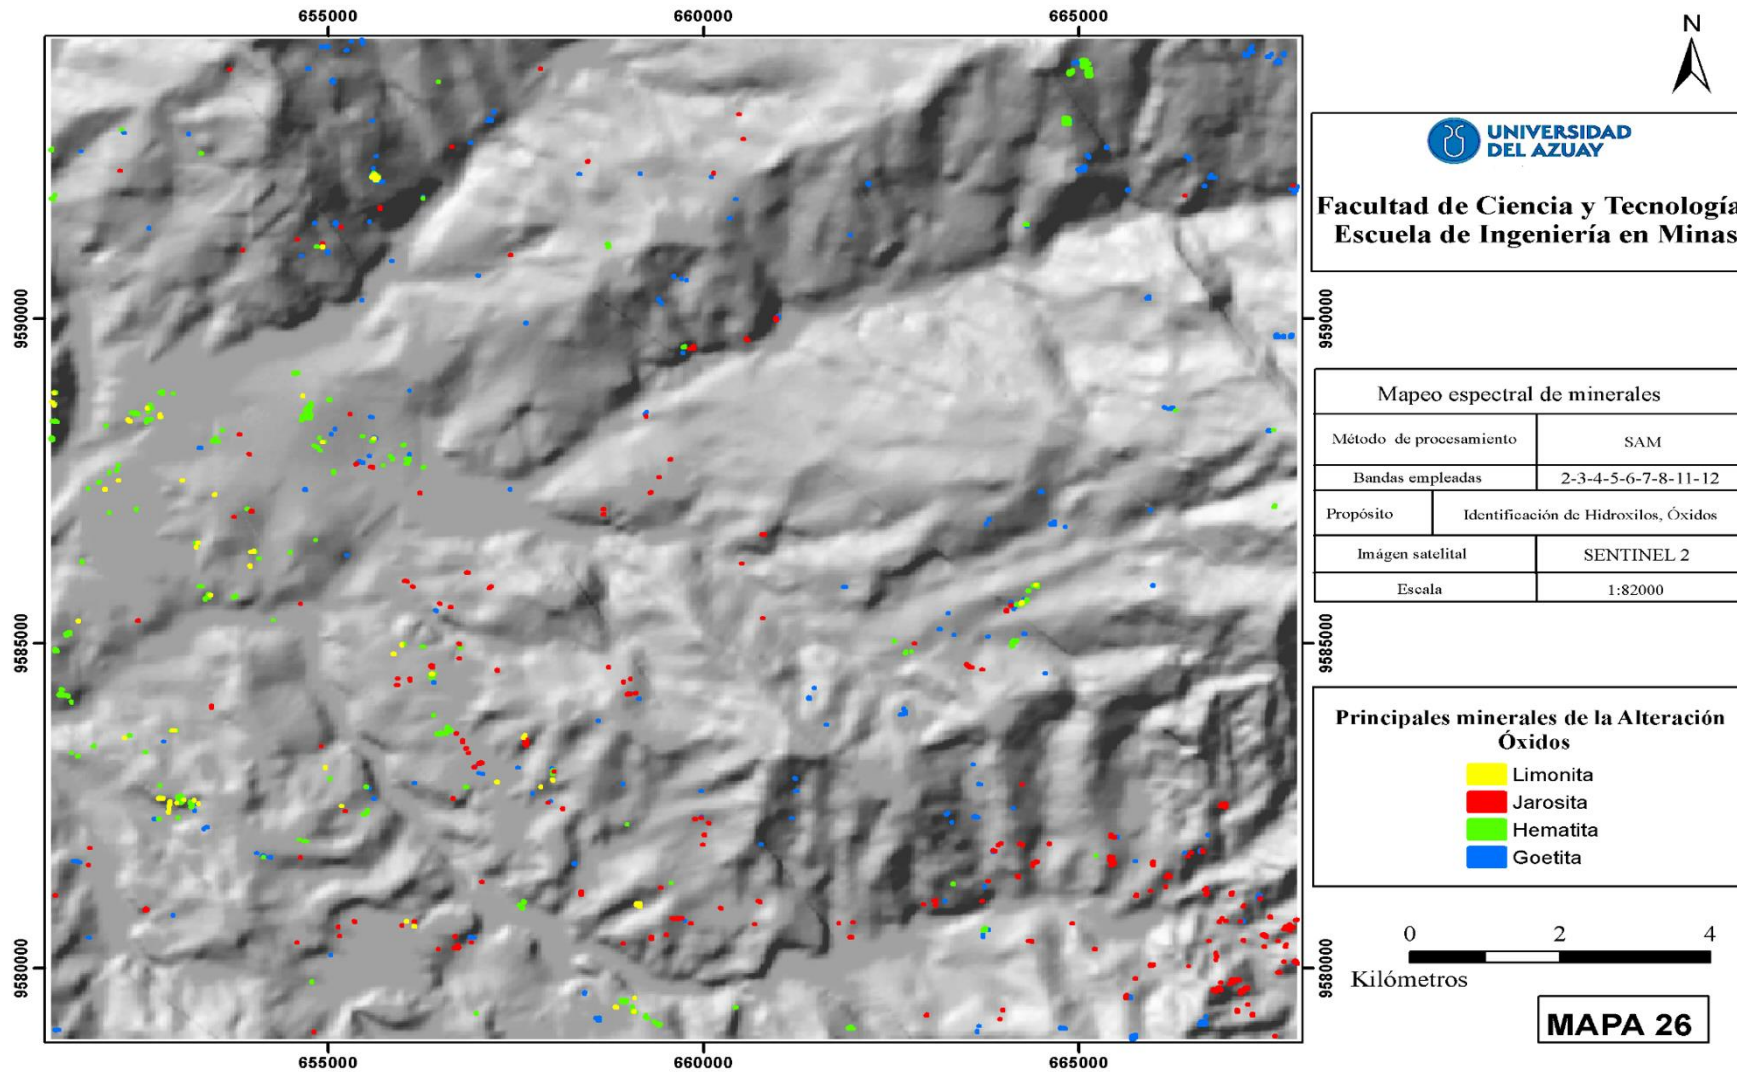 655000 660000 665000
N
UNIVERSIDAD
DEL AZUAY
Facultad de Ciencia y Tecnología
Escuela de Ingeniería en Minas
9590000 9590000
Mapeo espectral de minerales
Método de procesamiento SAM
Bandas empleadas 2-3-4-5-6-7-8-11-12
Propósito Identificación de Hidroxilos, Óxidos
Imágen satelital SENTINEL 2
Escala 1:82000
9585000 9585000
Principales minerales de la Alteración
Óxidos
Limonita
Jarosita
Hematita
Goetita
0 2 4
Kilómetros
9580000 9580000
MAPA 26
655000 660000 665000